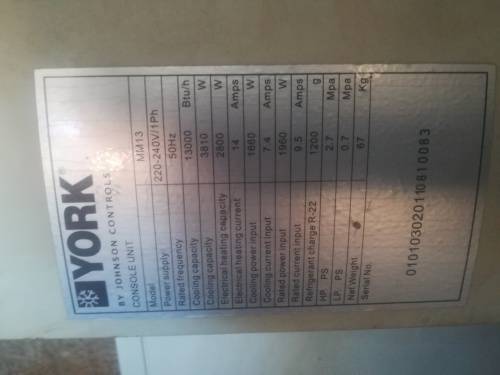 YORK®
BY JOHNSON CONTROLS
CONSOLE UNIT
Model MM13
Power supply 220-240V/1Ph
Rated frequency 50Hz
Cooling capacity 13000 Btu/h
Cooling capacity 3810 W
Electrical heating capacity 2800 W
Electrical heating current 14 Amps
Cooling power input 1660 W
Cooling current input 7.4 Amps
Rated power input 1960 W
Rated current input 9.5 Amps
Refrigerant charge R-22 1200 g
HP PS 2.7 Mpa
LP PS 0.7 Mpa
Net Weight 67 Kg
Serial No.
010103020110810083